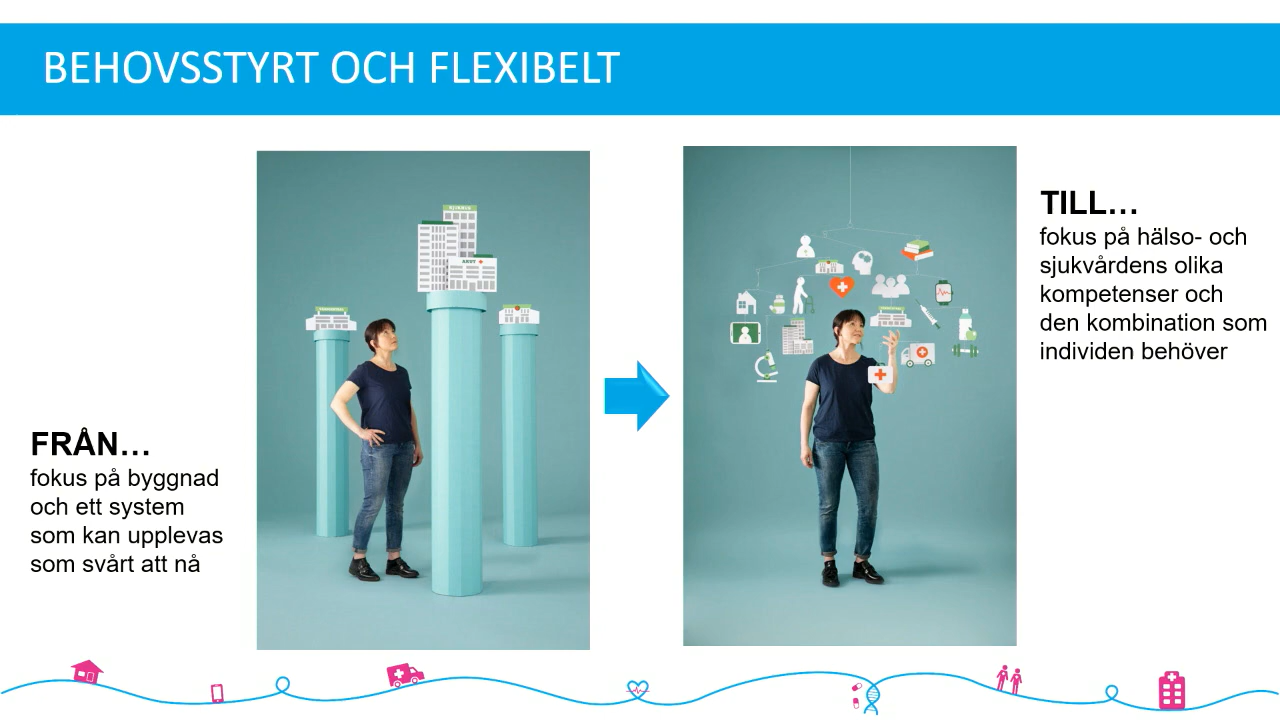 BEHOVSSTYRT OCH FLEXIBELT
FRÅN...
fokus på byggnad
och ett system
som kan upplevas
som svårt att nå
TILL...
fokus på hälso- och
sjukvårdens olika
kompetenser och
den kombination som
individen behöver